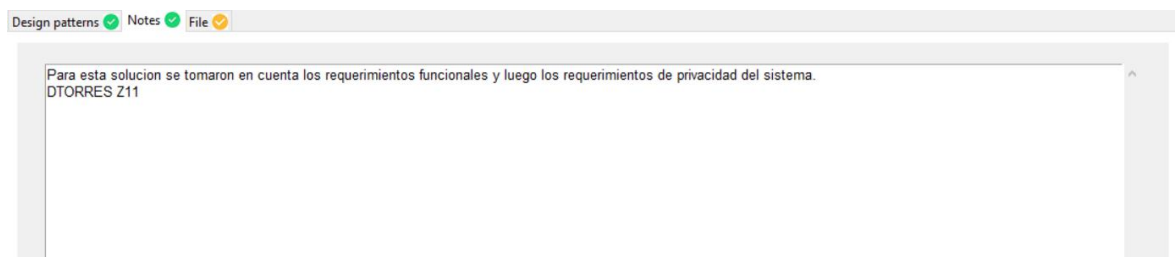 Design patterns Notes File
Para esta solucion se tomaron en cuenta los requerimientos funcionales y luego los requerimientos de privacidad del sistema.
DTORRES Z11